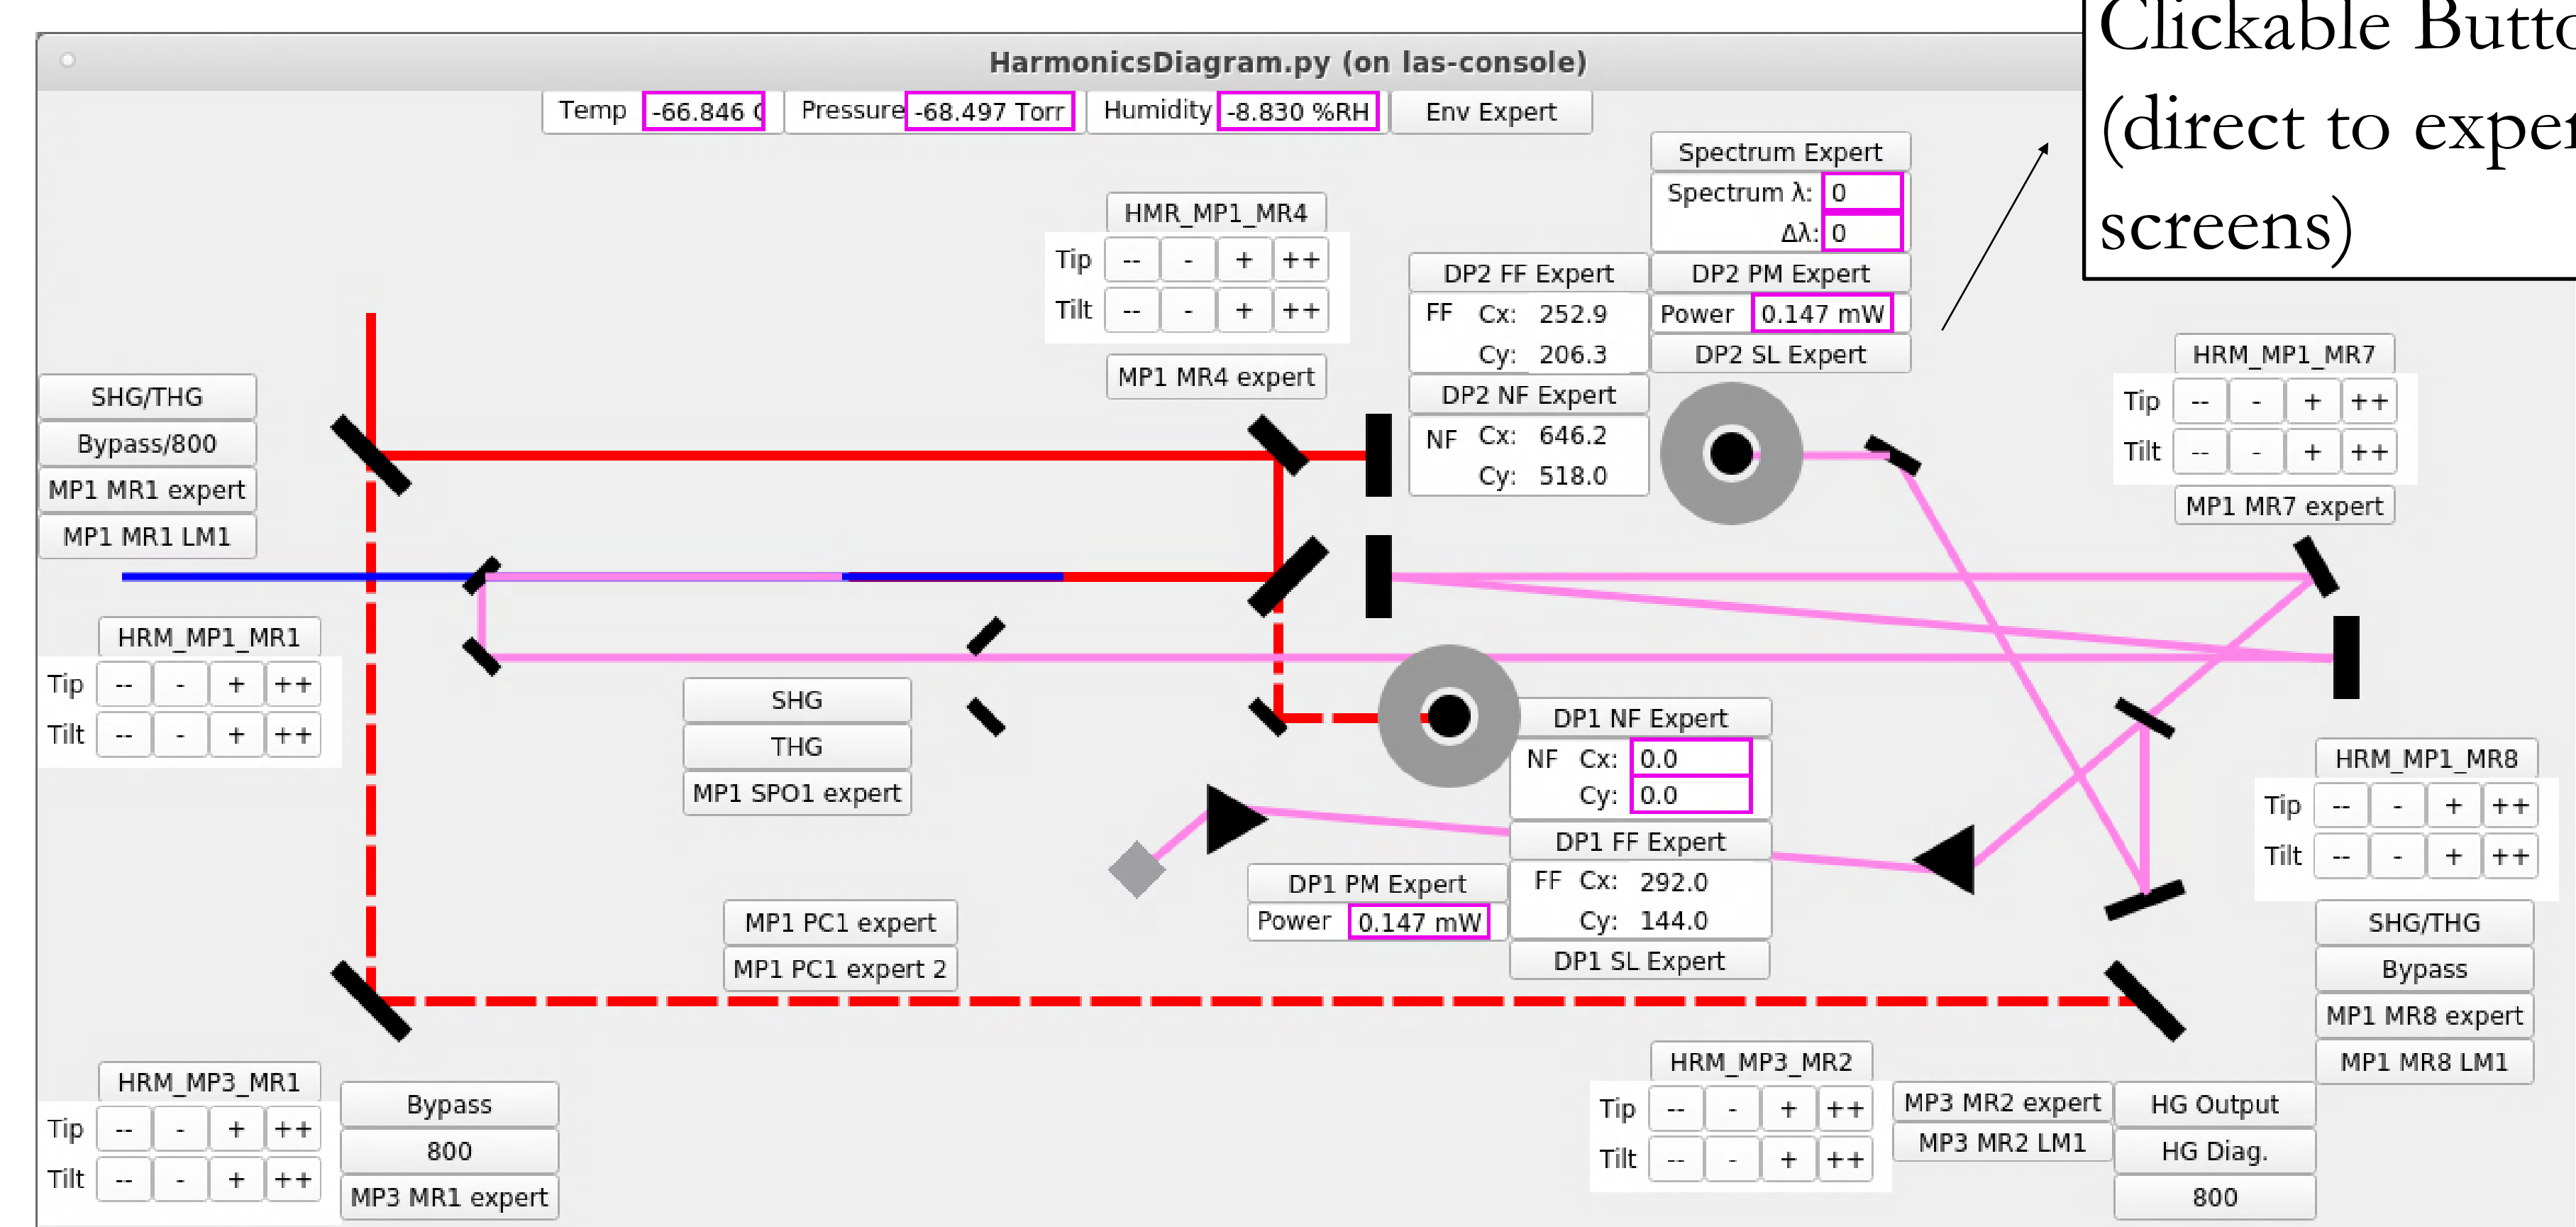 HarmonicsDiagram.py (on las-console)
Clickable
(direct to
screens)
Temp -66.846 Pressure -68.497 Torr Humidity -8.830 %RH Env Expert
Spectrum Expert
Spectrum λ: 0
Δλ: 0
DP2 PM Expert
Power 0.147 mW
DP2 SL Expert
HMR_MP1_MR4
Tip -- - + ++
Tilt -- - + ++
MP1 MR4 expert
DP2 FF Expert
FF Cx: 252.9
Cy: 206.3
DP2 NF Expert
NF Cx: 646.2
Cy: 518.0
HRM_MP1_MR7
Tip -- - + ++
Tilt -- - + ++
MP1 MR7 expert
SHG/THG
Bypass/800
MP1 MR1 expert
MP1 MR1 LM1
HRM_MP1_MR1
Tip -- - + ++
Tilt -- - + ++
SHG
THG
MP1 SPO1 expert
DP1 NF Expert
NF Cx: 0.0
Cy: 0.0
DP1 FF Expert
FF Cx: 292.0
Cy: 144.0
DP1 SL Expert
DP1 PM Expert
Power 0.147 mW
HRM_MP1_MR8
Tip -- - + ++
Tilt -- - + ++
SHG/THG
Bypass
MP1 MR8 expert
MP1 MR8 LM1
MP1 PC1 expert
MP1 PC1 expert 2
HRM_MP3_MR1
Tip -- - + ++
Tilt -- - + ++
Bypass
800
MP3 MR1 expert
HRM_MP3_MR2
Tip -- - + ++
Tilt -- - + ++
MP3 MR2 expert
MP3 MR2 LM1
HG Output
HG Diag.
800